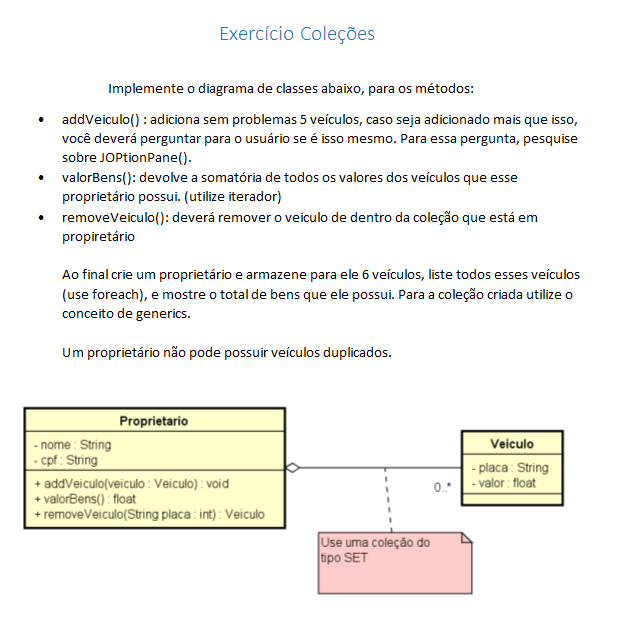 Exercício Coleções
Implemente o diagrama de classes abaixo, para os métodos:
• addVeiculo() : adiciona sem problemas 5 veículos, caso seja adicionado mais que isso,
você deverá perguntar para o usuário se é isso mesmo. Para essa pergunta, pesquise
sobre JOPtionPane().
• valorBens(): devolve a somatória de todos os valores dos veículos que esse
proprietário possui. (utilize iterador)
• removeVeiculo(): deverá remover o veiculo de dentro da coleção que está em
propiretário
Ao final crie um proprietário e armazene para ele 6 veículos, liste todos esses veículos
(use foreach), e mostre o total de bens que ele possui. Para a coleção criada utilize o
conceito de generics.
Um proprietário não pode possuir veículos duplicados.
Proprietario
- nome : String
- cpf : String
+ addVeiculo(veiculo : Veiculo) : void
+ valorBens() : float
+ removeVeiculo(String placa : int) : Veiculo
0..*
Veiculo
- placa : String
- valor : float
Use uma coleção do
tipo SET